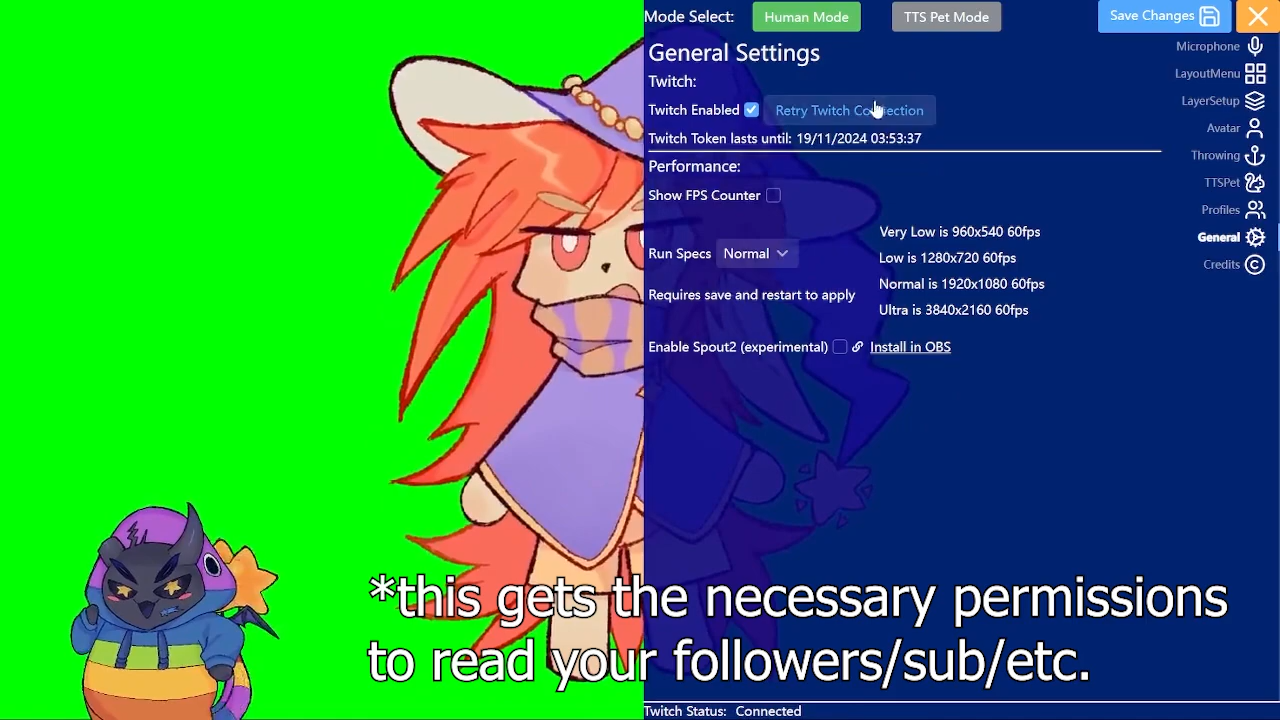 Mode Select: Human Mode TTS Pet Mode Save Changes
General Settings
Microphone
LayoutMenu
LayerSetup
Avatar
Throwing
TTSPet
Profiles
General
Credits
Twitch:
Twitch Enabled Retry Twitch Connection
Twitch Token lasts until: 19/11/2024 03:53:37
Performance:
Show FPS Counter
Run Specs Normal
Requires save and restart to apply
Very Low is 960x540 60fps
Low is 1280x720 60fps
Normal is 1920x1080 60fps
Ultra is 3840x2160 60fps
Enable Spout2 (experimental) Install in OBS
*this gets the necessary permissions
to read your followers/sub/etc.
Twitch Status: Connected